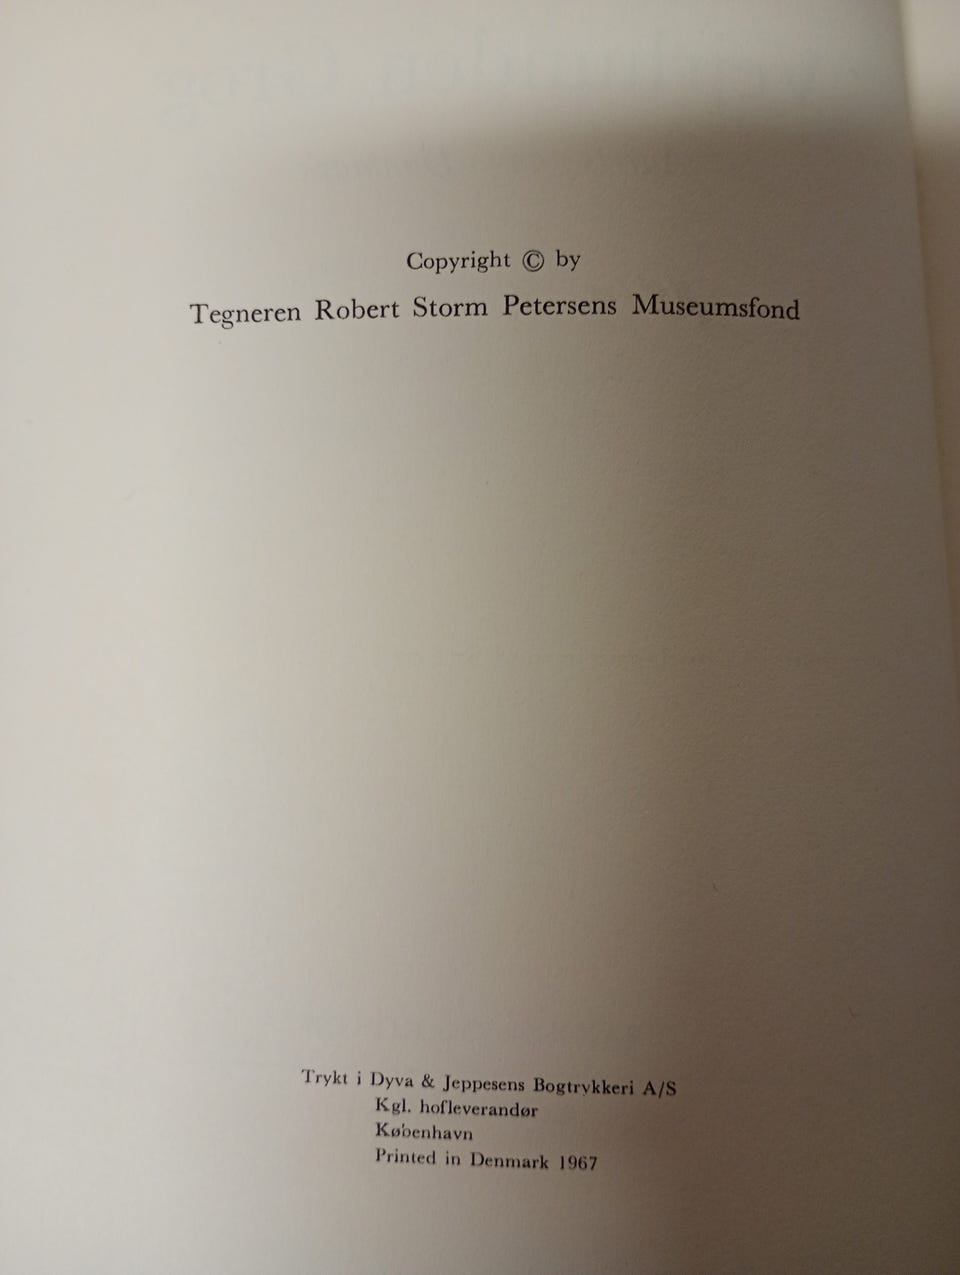 Copyright © by
Tegneren Robert Storm Petersens Museumsfond
Trykt i Dyva & Jeppesens Bogtrykkeri A/S
Kgl. hofleverandør
København
Printed in Denmark 1967